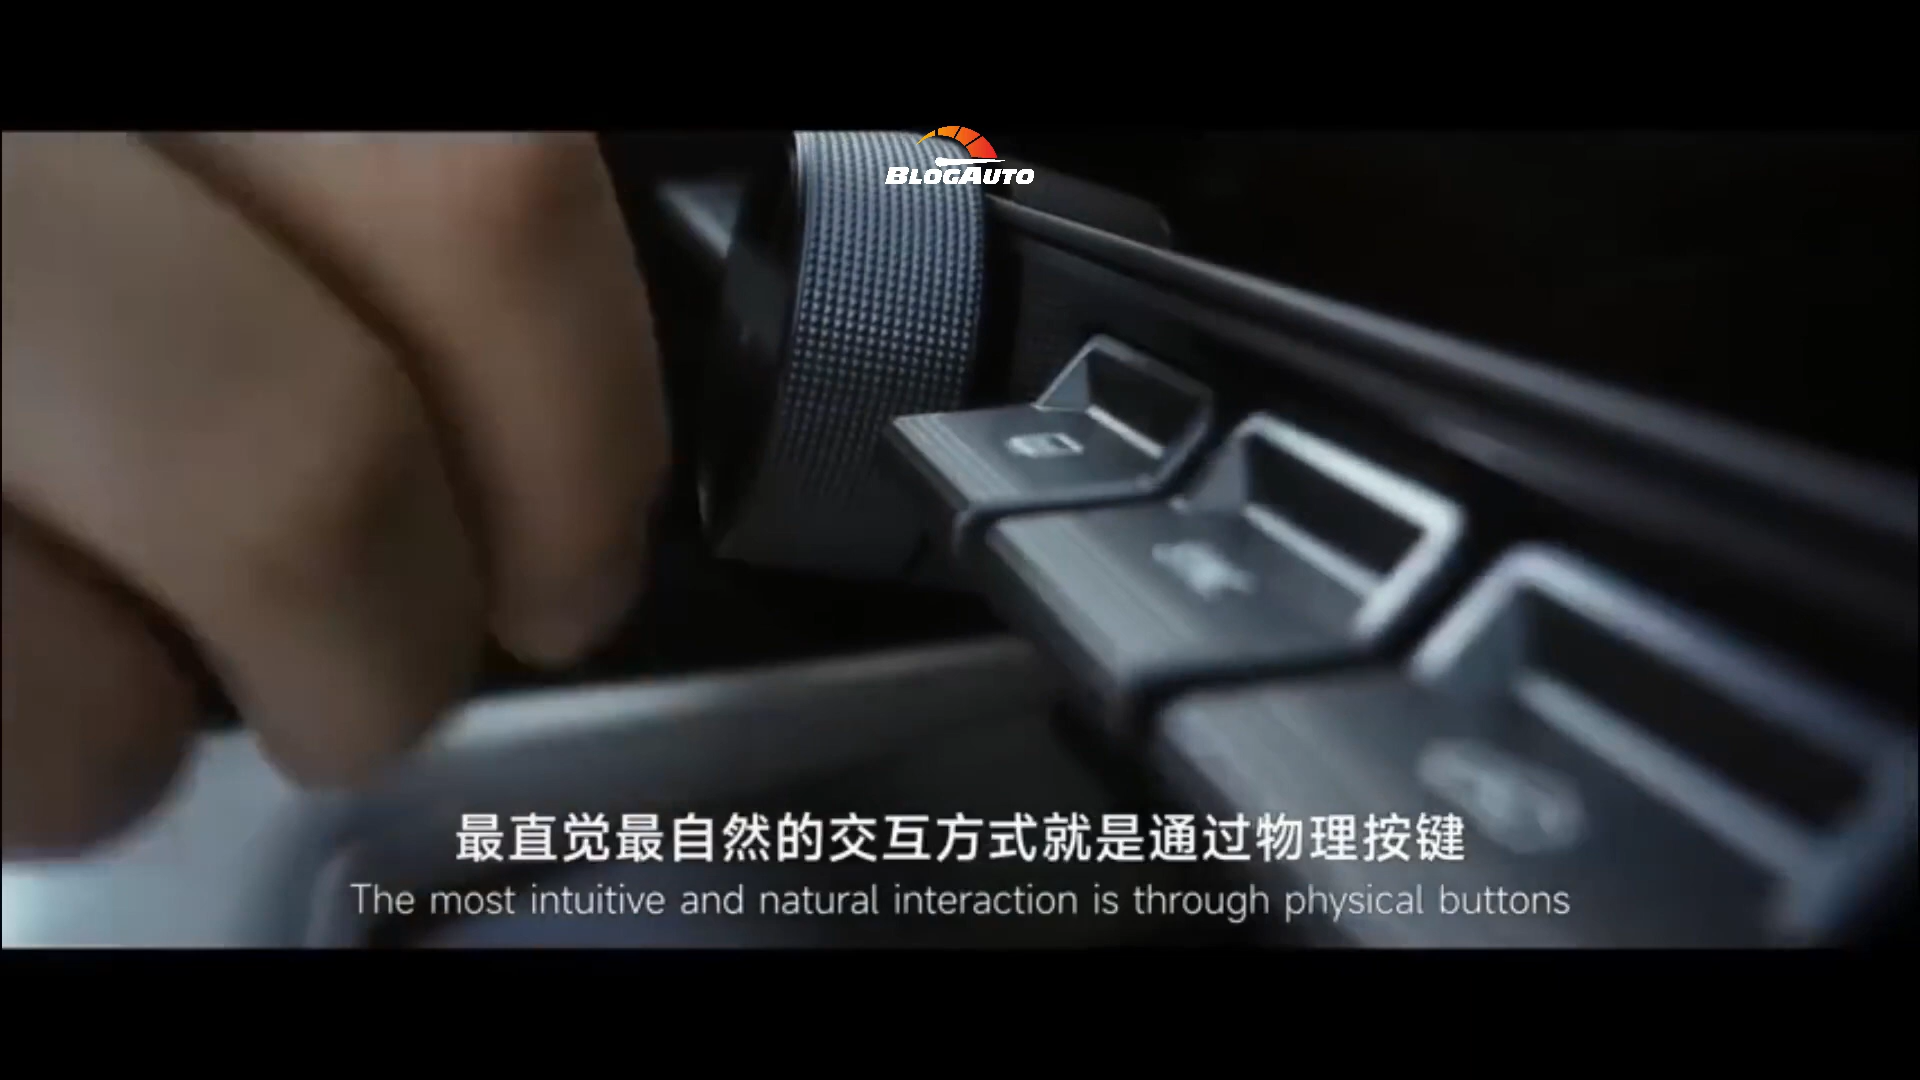 BLOGAUTO
最直觉最自然的交互方式就是通过物理按键
The most intuitive and natural interaction is through physical buttons